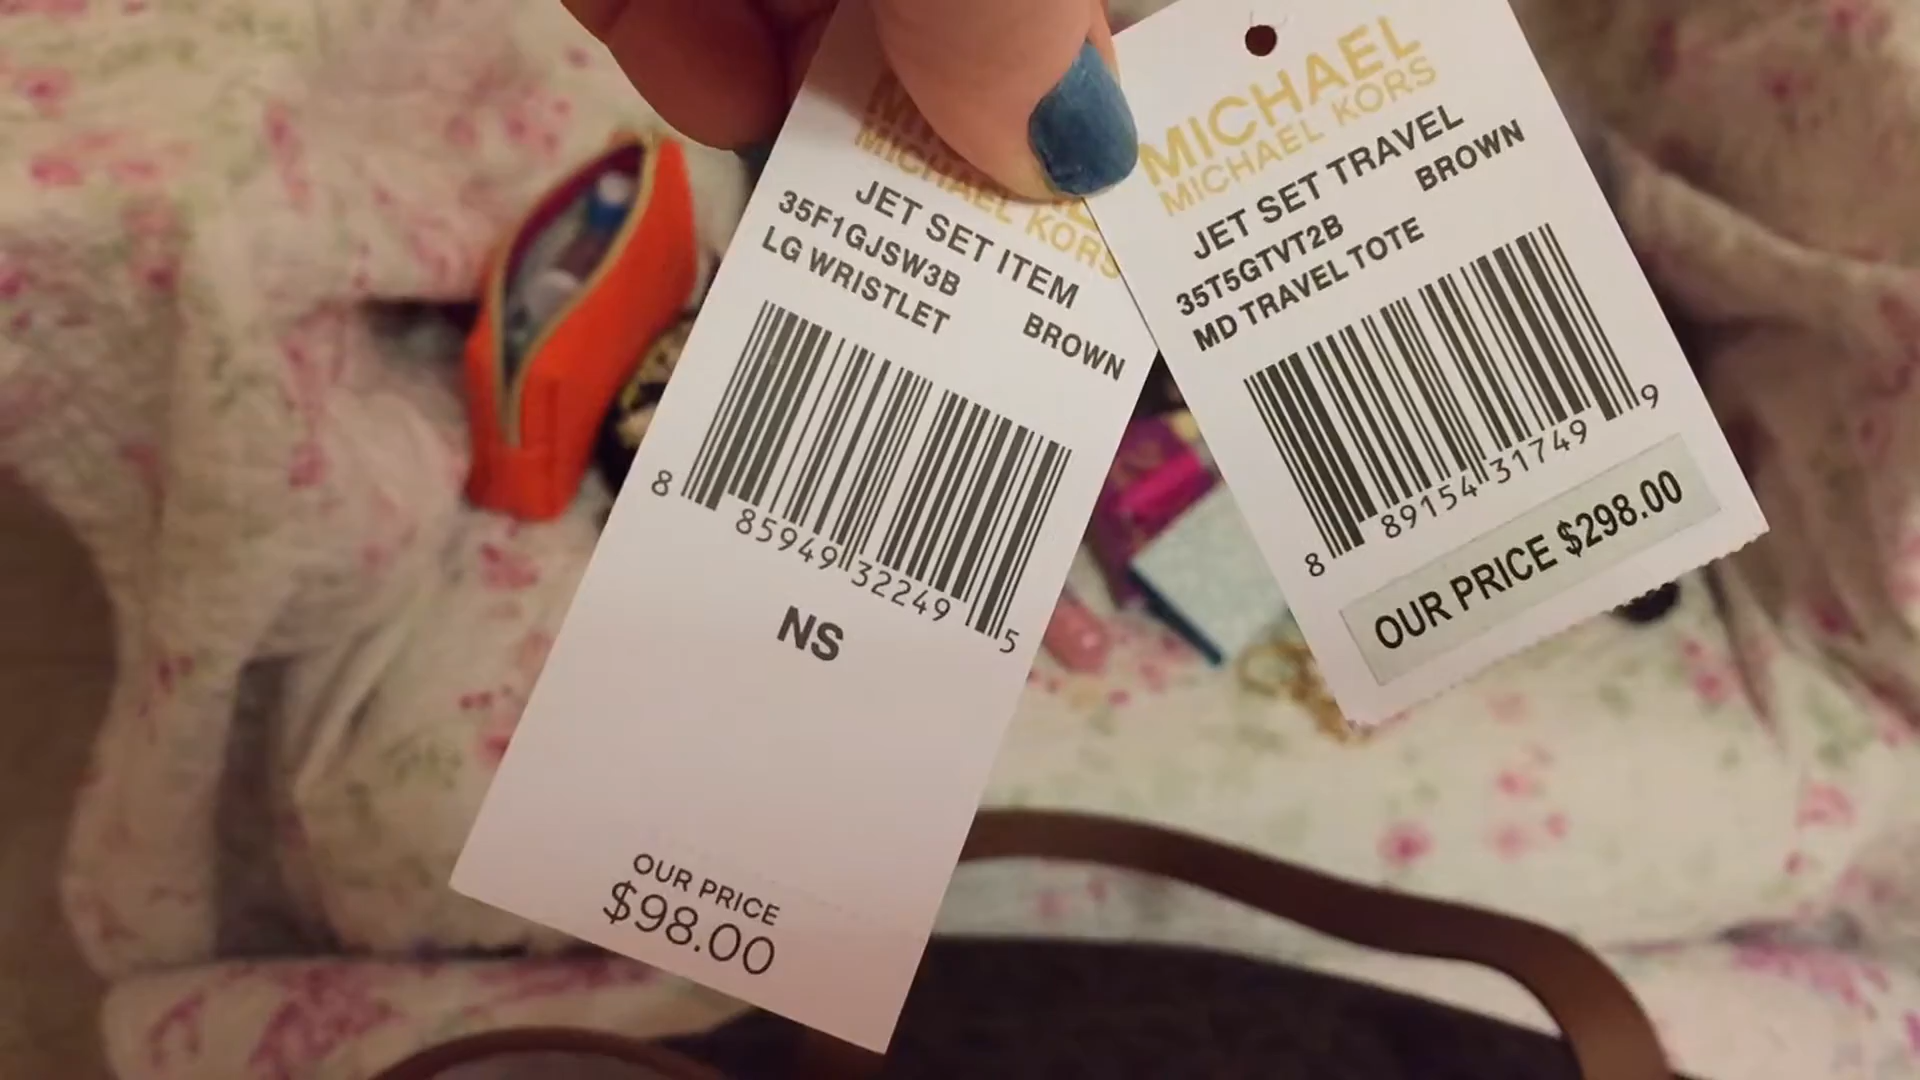 MICHAEL KORS
JET SET ITEM
35F1GJSW3B
LG WRISTLET BROWN
8 85949 32249 5
NS
OUR PRICE
$98.00
MICHAEL
MICHAEL KORS
JET SET TRAVEL
35T5GTVT2B BROWN
MD TRAVEL TOTE
8 89154 31749 9
OUR PRICE $298.00